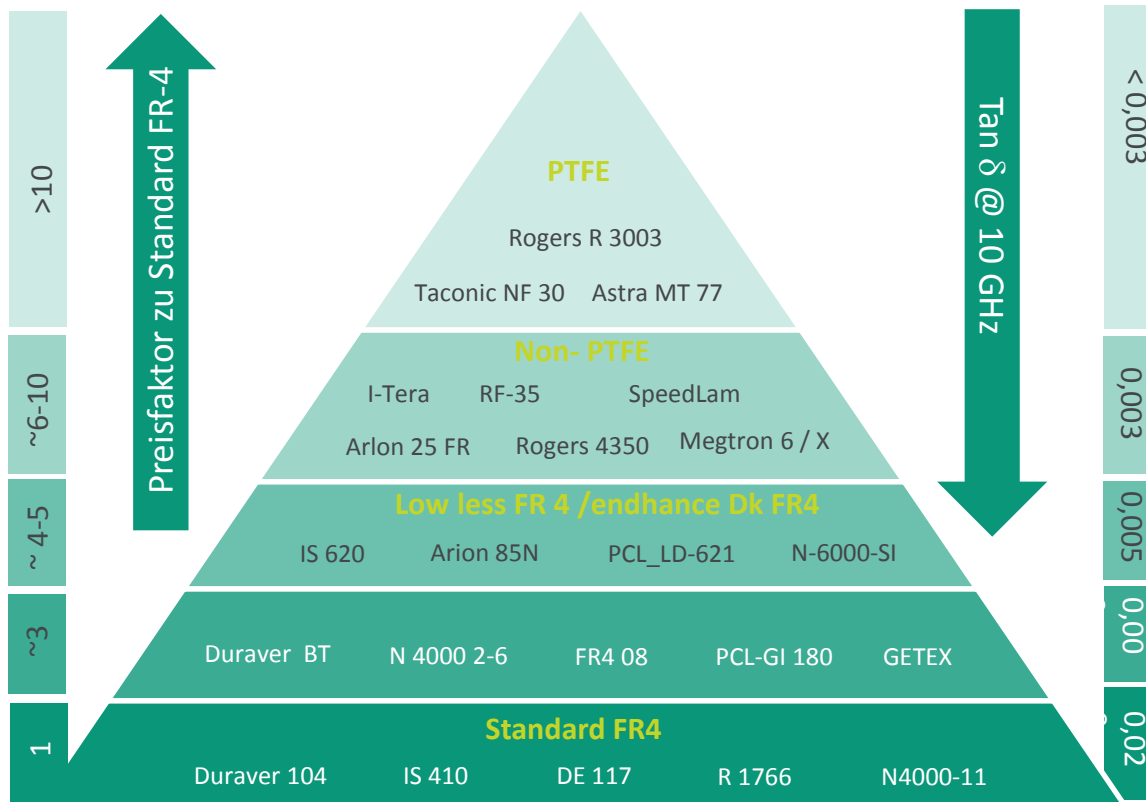 >10
~6-10
~ 4-5
~3
1
Preisfaktor zu Standard FR-4
PTFE
Rogers R 3003
Taconic NF 30 Astra MT 77
Non- PTFE
I-Tera RF-35 SpeedLam
Arlon 25 FR Rogers 4350 Megtron 6 / X
Low less FR 4 /endhance Dk FR4
IS 620 Arion 85N PCL_LD-621 N-6000-SI
Duraver BT N 4000 2-6 FR4 08 PCL-GI 180 GETEX
Standard FR4
Duraver 104 IS 410 DE 117 R 1766 N4000-11
Tan δ @ 10 GHz
< 0,003
0,003
0,005
0,00
0,02